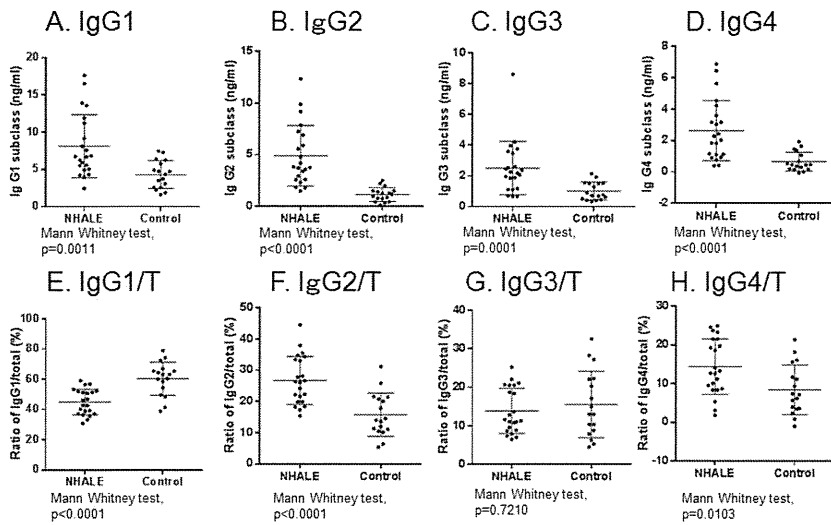 A. IgG1
B. IgG2
C. IgG3
D. IgG4
Ig G1 subclass (ng/ml)
20
15
10
5
0
NHALE Control
Mann Whitney test,
p=0.0011
Ig G2 subclass (ng/ml)
15
10
5
0
NHALE Control
Mann Whitney test,
p<0.0001
Ig G3 subclass (ng/ml)
10
8
6
4
2
0
NHALE Control
Mann Whitney test,
p=0.0001
Ig G4 subclass (ng/ml)
8
6
4
2
0
NHALE Control
Mann Whitney test,
p<0.0001
E. IgG1/T
F. IgG2/T
G. IgG3/T
H. IgG4/T
Ratio of IgG1/total (%)
100
80
60
40
20
0
NHALE Control
Mann Whitney test,
p<0.0001
Ratio of IgG2/total (%)
50
40
30
20
10
0
NHALE Control
Mann Whitney test,
p<0.0001
Ratio of IgG3/total (%)
40
30
20
10
0
NHALE Control
Mann Whitney test,
p=0.7210
Ratio of IgG4/total (%)
30
20
10
0
-10
NHALE Control
Mann Whitney test,
p=0.0103